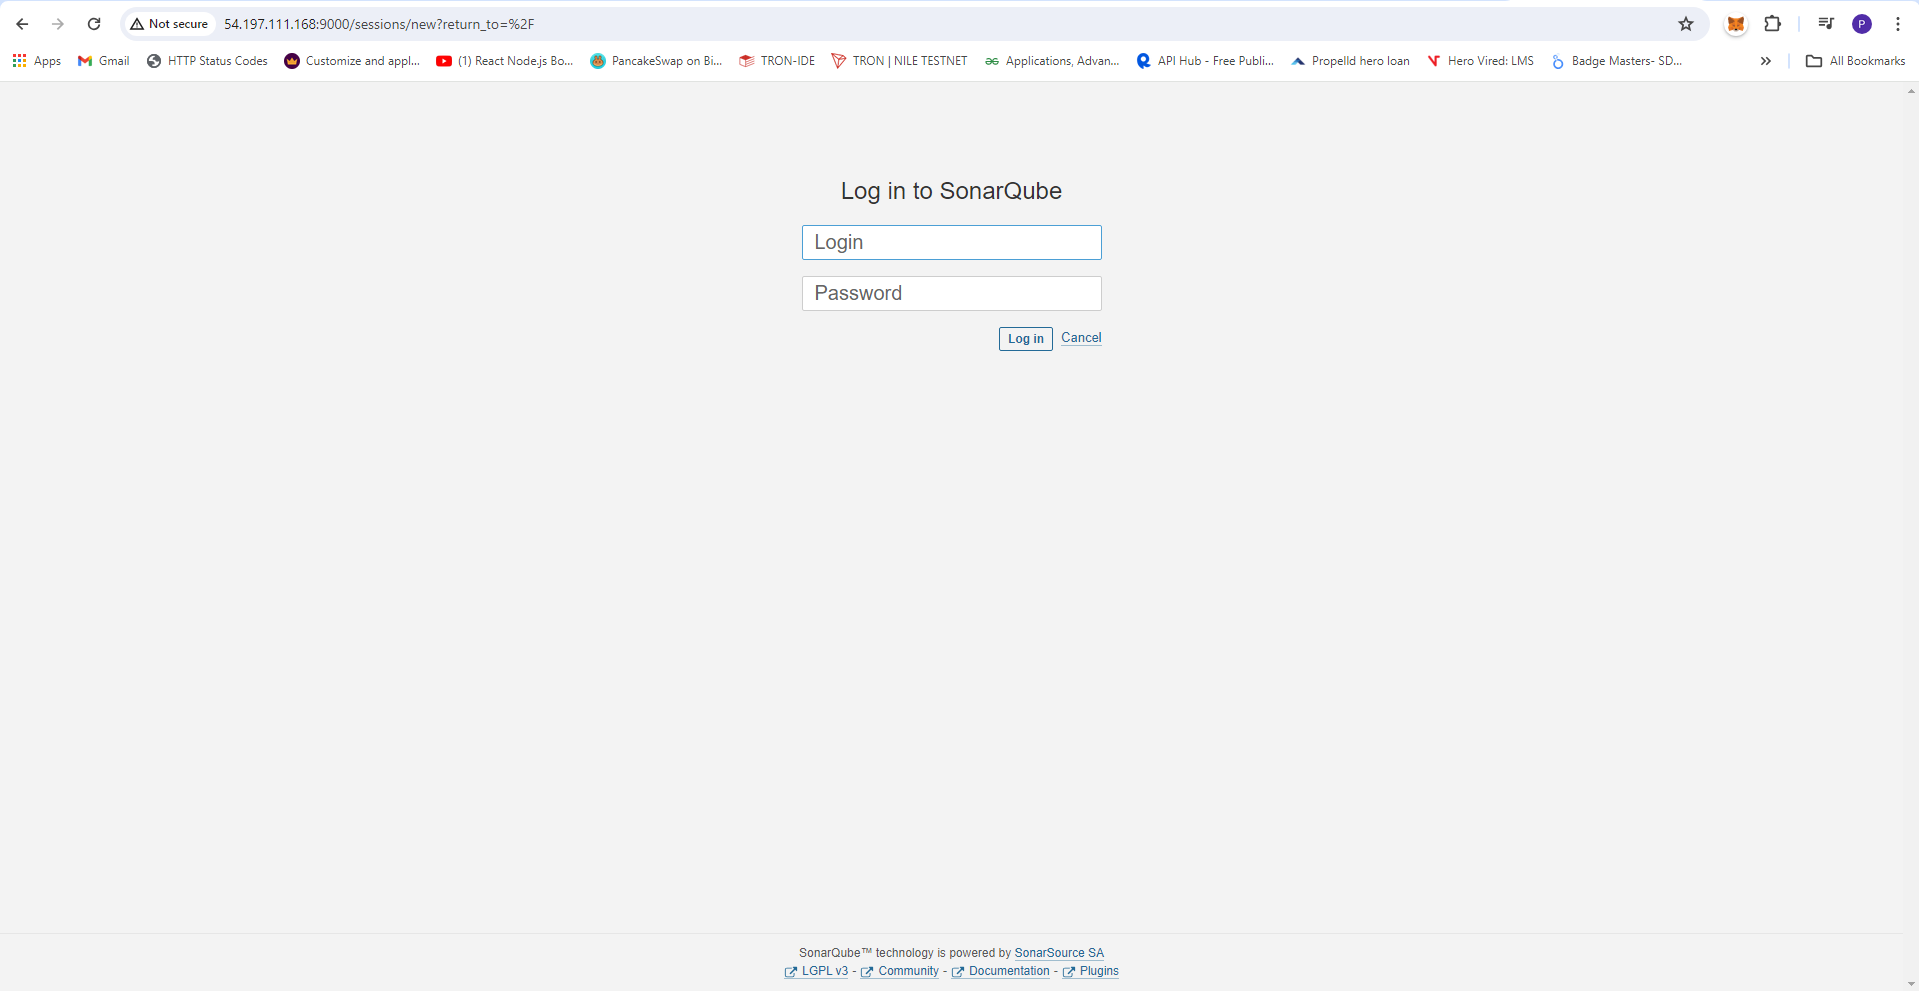 Not secure 54.197.111.168:9000/sessions/new?return_to=%2F P
Apps Gmail HTTP Status Codes Customize and appl... (1) React Node.js Bo... PancakeSwap on Bi... TRON-IDE TRON | NILE TESTNET Applications, Advan... API Hub - Free Publi... Propelld hero loan Hero Vired: LMS Badge Masters- SD... » All Bookmarks
Log in to SonarQube
Login
Password
Log in Cancel
SonarQube™ technology is powered by SonarSource SA
LGPL v3 - Community - Documentation - Plugins